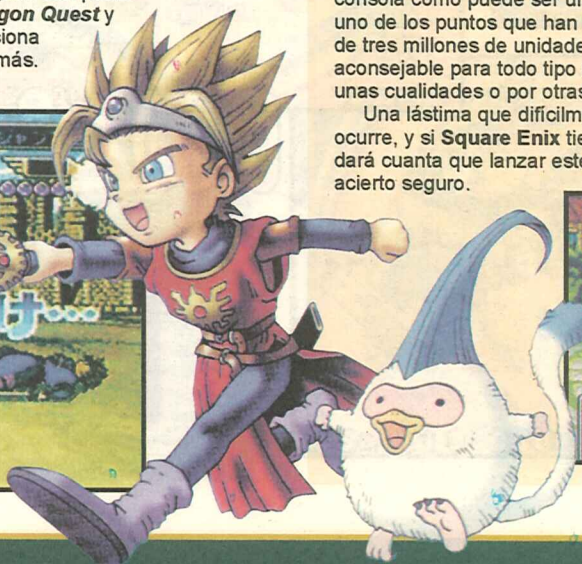 gon Quest y
siona
más.
consola como puede ser un
uno de los puntos que han
de tres millones de unidade
aconsejable para todo tipo
unas cualidades o por otras
Una lástima que difícilm
ocurre, y si Square Enix tie
dará cuanta que lanzar este
acierto seguro.
け…